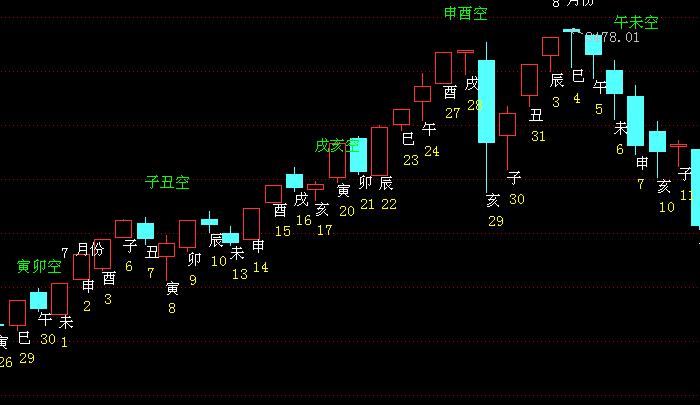 8 月份
申酉空
午未空
3478.01
戌亥空
子丑空
寅卯空
7 月份
寅
26
巳
29
午
30
未
1
申
2
酉
3
子
6
丑
7
寅
8
卯
9
辰
10
未
13
申
14
酉
15
戌
16
亥
17
寅
20
卯
21
辰
22
巳
23
午
24
酉
27
戌
28
亥
29
子
30
丑
31
辰
3
巳
4
午
5
未
6
申
7
亥
10
子
11